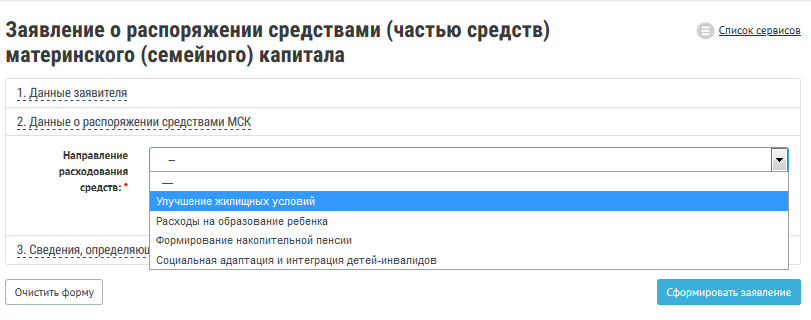 Заявление о распоряжении средствами (частью средств)
материнского (семейного) капитала
Список сервисов
1. Данные заявителя
2. Данные о распоряжении средствами МСК
Направление
расходования
средств: *
–
—
Улучшение жилищных условий
Расходы на образование ребенка
Формирование накопительной пенсии
Социальная адаптация и интеграция детей-инвалидов
3. Сведения, определяющ
Очистить форму
Сформировать заявление